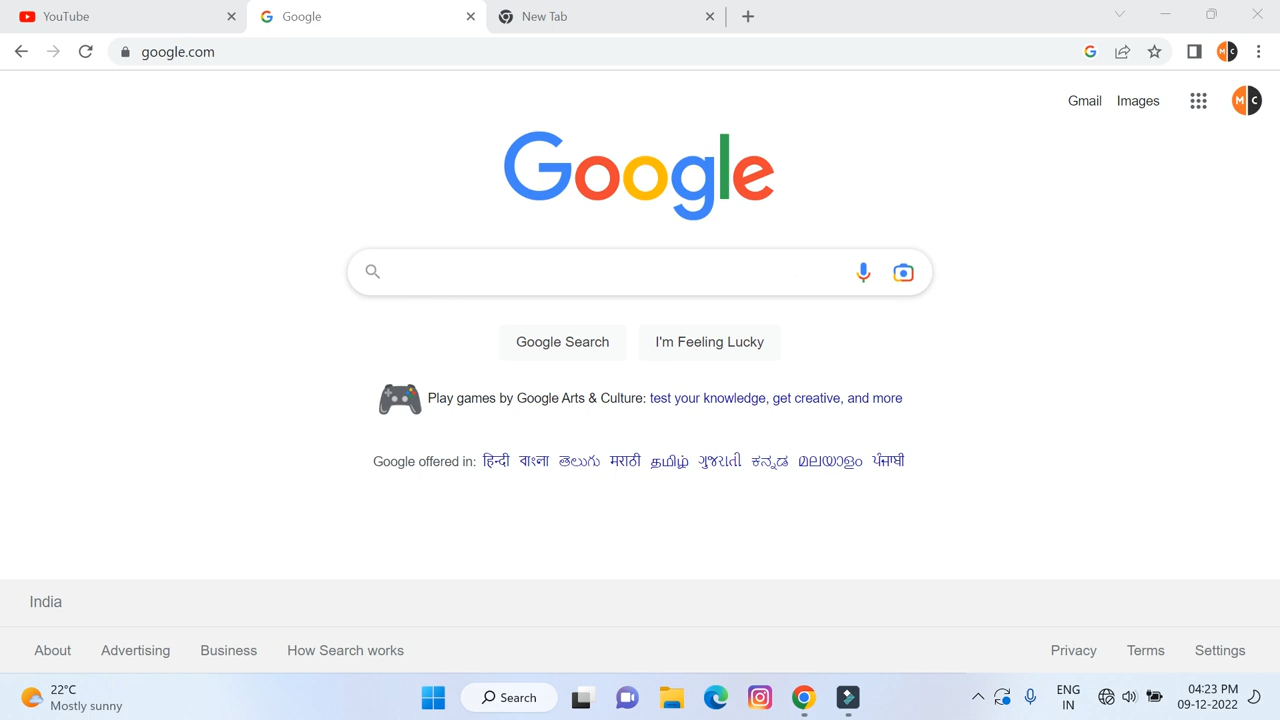 YouTube
Google
New Tab
google.com
Gmail Images
M C
Google
Google Search
I'm Feeling Lucky
Play games by Google Arts & Culture: test your knowledge, get creative, and more
Google offered in: हिन्दी বাংলা తెలుగు मराठी தமிழ் ગુજરાતી ಕನ್ನಡ മലയാളം ਪੰਜਾਬੀ
India
About Advertising Business How Search works
Privacy Terms Settings
22°C
Mostly sunny
Search
ENG
IN
04:23 PM
09-12-2022